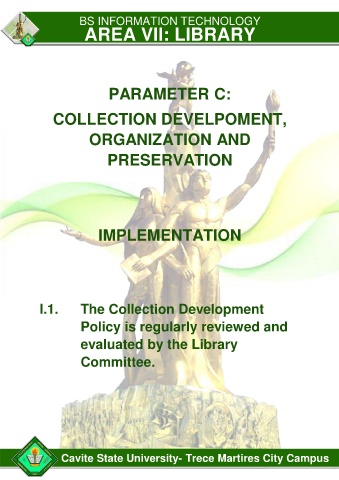 BS INFORMATION TECHNOLOGY
AREA VII: LIBRARY
PARAMETER C:
COLLECTION DEVELPOMENT,
ORGANIZATION AND
PRESERVATION
IMPLEMENTATION
I.1. The Collection Development
Policy is regularly reviewed and
evaluated by the Library
Committee.
Cavite State University- Trece Martires City Campus